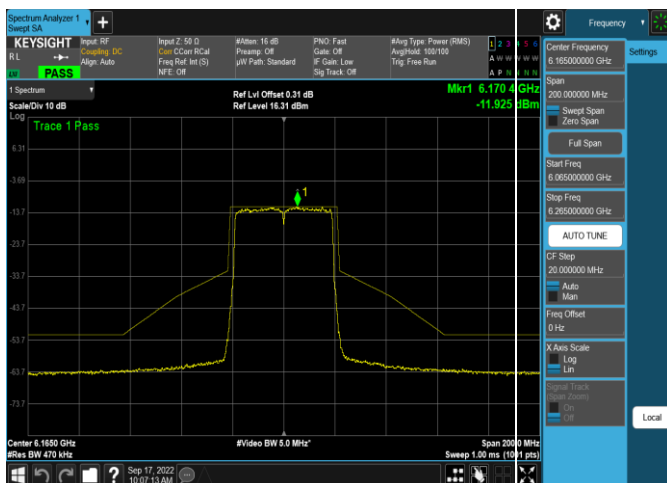 Spectrum Analyzer 1
Swept SA
+
Frequency
KEYSIGHT
R L
LXI
PASS
Input: RF
Coupling: DC
Align: Auto
Input Z: 50 Ω
Corr CCorr RCal
Freq Ref: Int (S)
NFE: Off
#Atten: 16 dB
Preamp: Off
µW Path: Standard
PNO: Fast
Gate: Off
IF Gain: Low
Sig Track: Off
#Avg Type: Power (RMS)
Avg|Hold: 100/100
Trig: Free Run
1 2 3 4 5 6
A W W W W W
A P N N N N
1 Spectrum
Scale/Div 10 dB
Log
Ref Lvl Offset 0.31 dB
Ref Level 16.31 dBm
Mkr1 6.170 4 GHz
-11.925 dBm
Trace 1 Pass
6.31
-3.69
-13.7
-23.7
-33.7
-43.7
-53.7
-63.7
-73.7
1
Center 6.1650 GHz
#Res BW 470 kHz
#Video BW 5.0 MHz*
Span 200.0 MHz
Sweep 1.00 ms (1001 pts)
Sep 17, 2022
10:07:13 AM
?
Center Frequency
6.165000000 GHz
Span
200.000000 MHz
Swept Span
Zero Span
Full Span
Start Freq
6.065000000 GHz
Stop Freq
6.265000000 GHz
AUTO TUNE
CF Step
20.000000 MHz
Auto
Man
Freq Offset
0 Hz
X Axis Scale
Log
Lin
Signal Track
(Span Zoom)
On
Off
Settings
Local